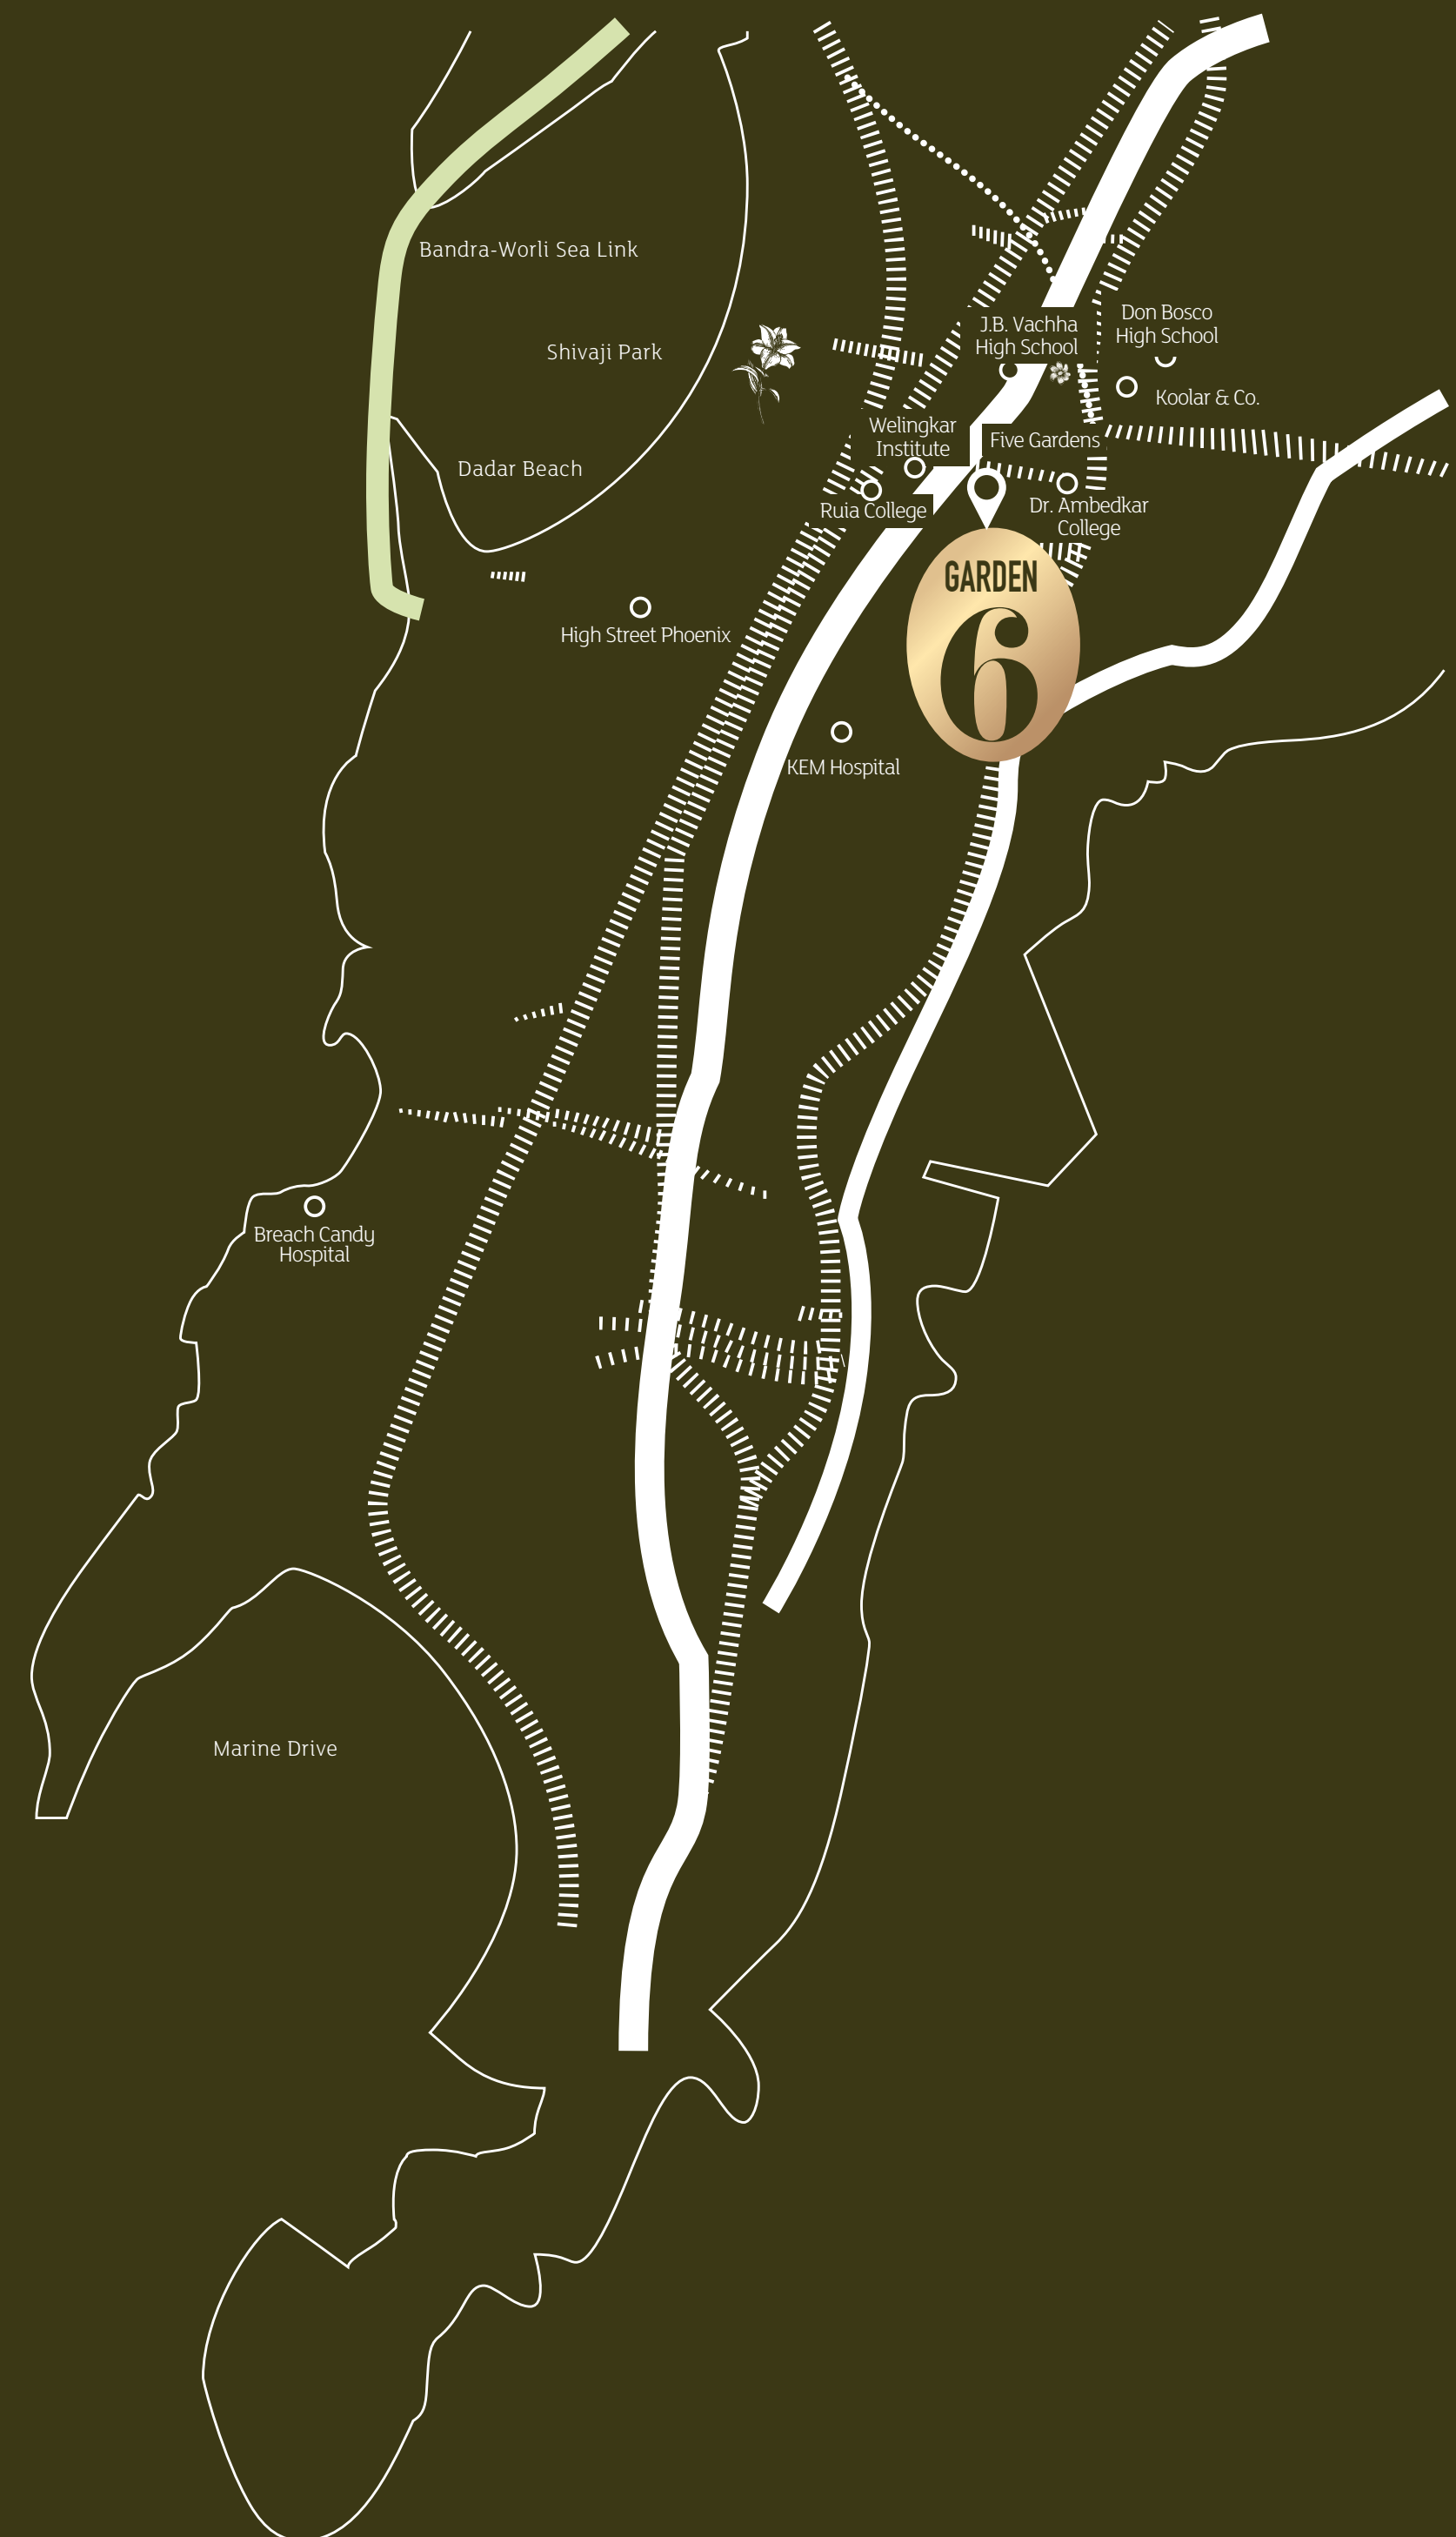 Bandra-Worli Sea Link
Don Bosco
High School
J.B. Vachha
High School
Shivaji Park
Koolar & Co.
Welingkar
Institute
Five Gardens
Dadar Beach
Ruia College
Dr. Ambedkar
College
GARDEN
6
High Street Phoenix
KEM Hospital
Breach Candy
Hospital
Marine Drive